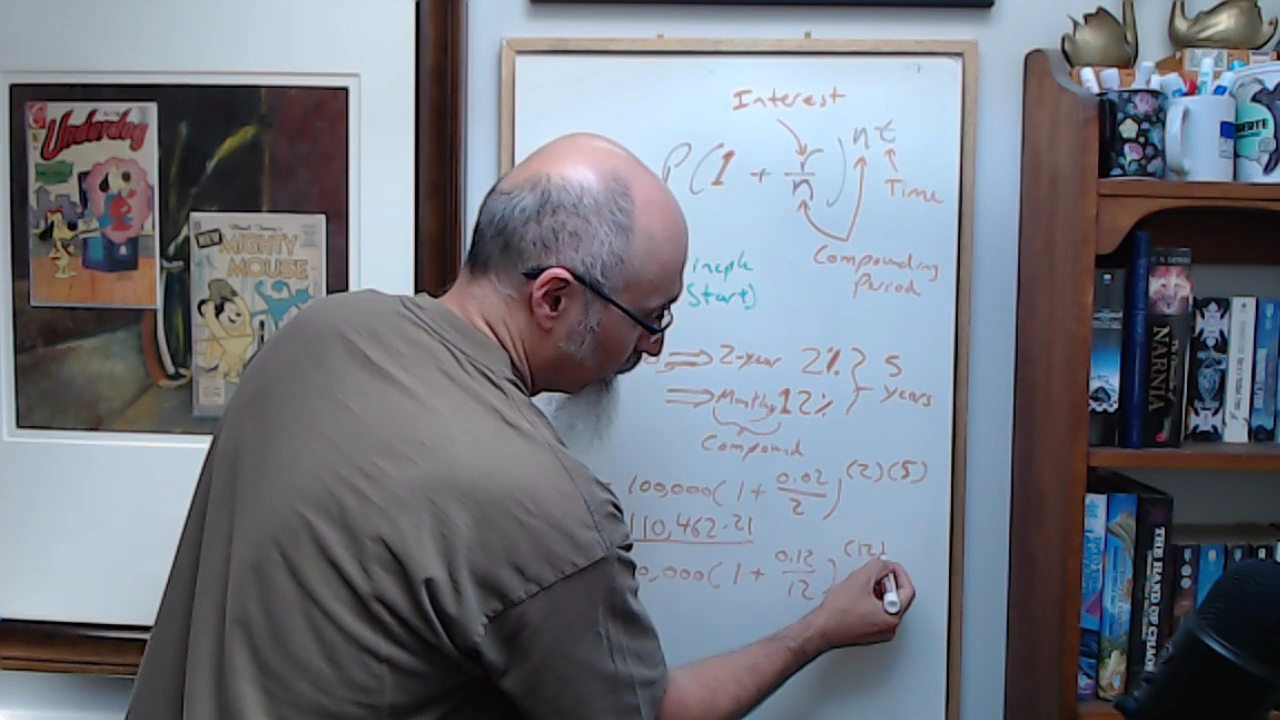 Underdog
NEW
MIGHTY
MOUSE
Interest
P(1 + r/n)nt
Time
Compounding
Period
inciple
Start)
⇒ 2-year 2% } 5
⇒ Monthly 12% } years
Compound
100,000(1 + 0.02/2)(2)(5)
110,462.21
0,000(1 + 0.12/12)(12)
NARNIA
THE HAND OF CHAOS